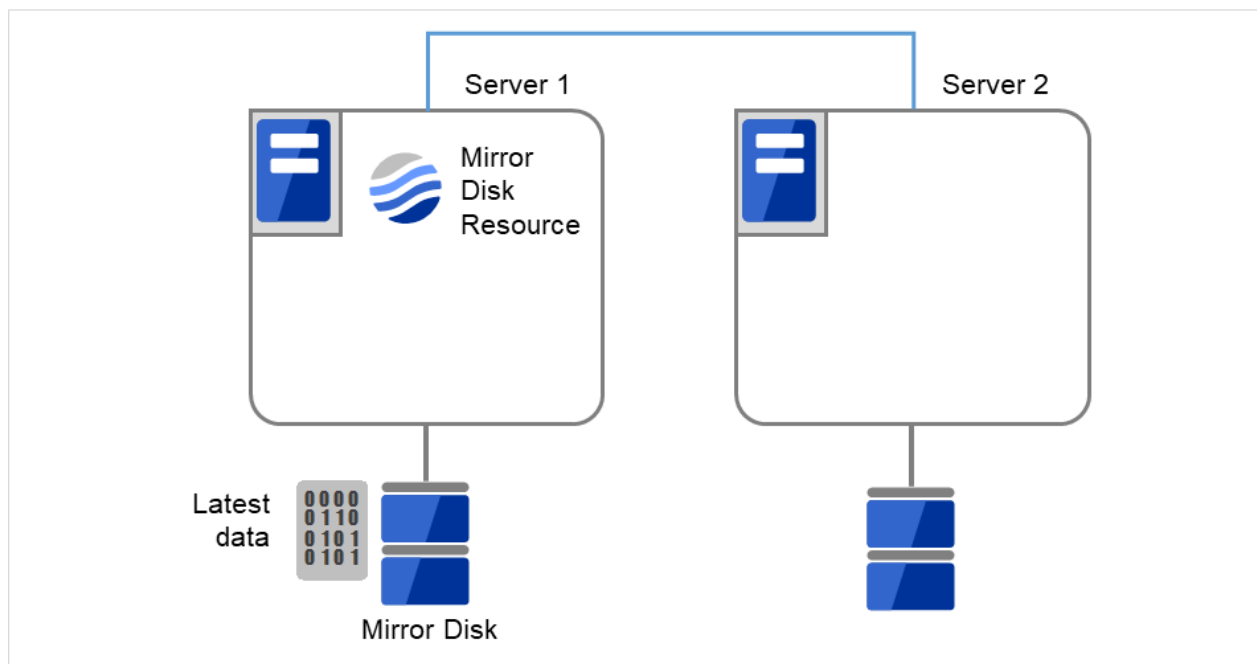 Server 1
Server 2
Mirror
Disk
Resource
Latest
data
0000
0110
0101
0101
Mirror Disk